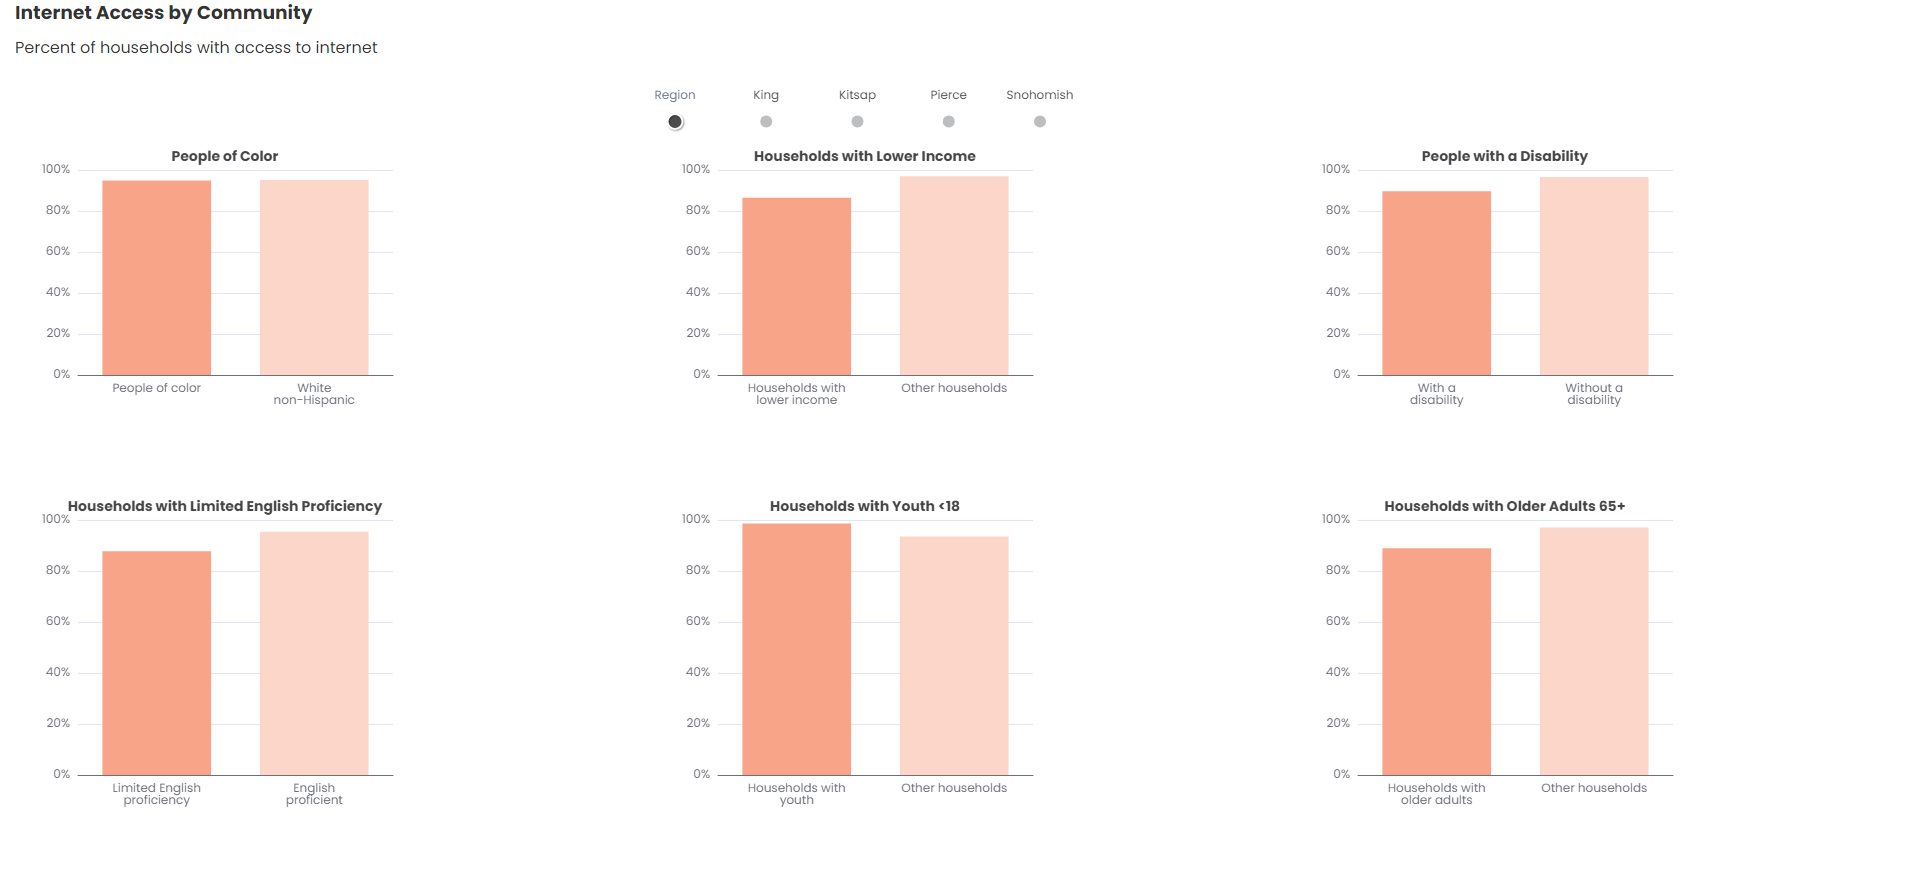 Internet Access by Community
Percent of households with access to internet
Region King Kitsap Pierce Snohomish
People of Color
100%
80%
60%
40%
20%
0%
People of color
White
non-Hispanic
Households with Lower Income
100%
80%
60%
40%
20%
0%
Households with
lower income
Other households
People with a Disability
100%
80%
60%
40%
20%
0%
With a
disability
Without a
disability
Households with Limited English Proficiency
100%
80%
60%
40%
20%
0%
Limited English
proficiency
English
proficient
Households with Youth <18
100%
80%
60%
40%
20%
0%
Households with
youth
Other households
Households with Older Adults 65+
100%
80%
60%
40%
20%
0%
Households with
older adults
Other households